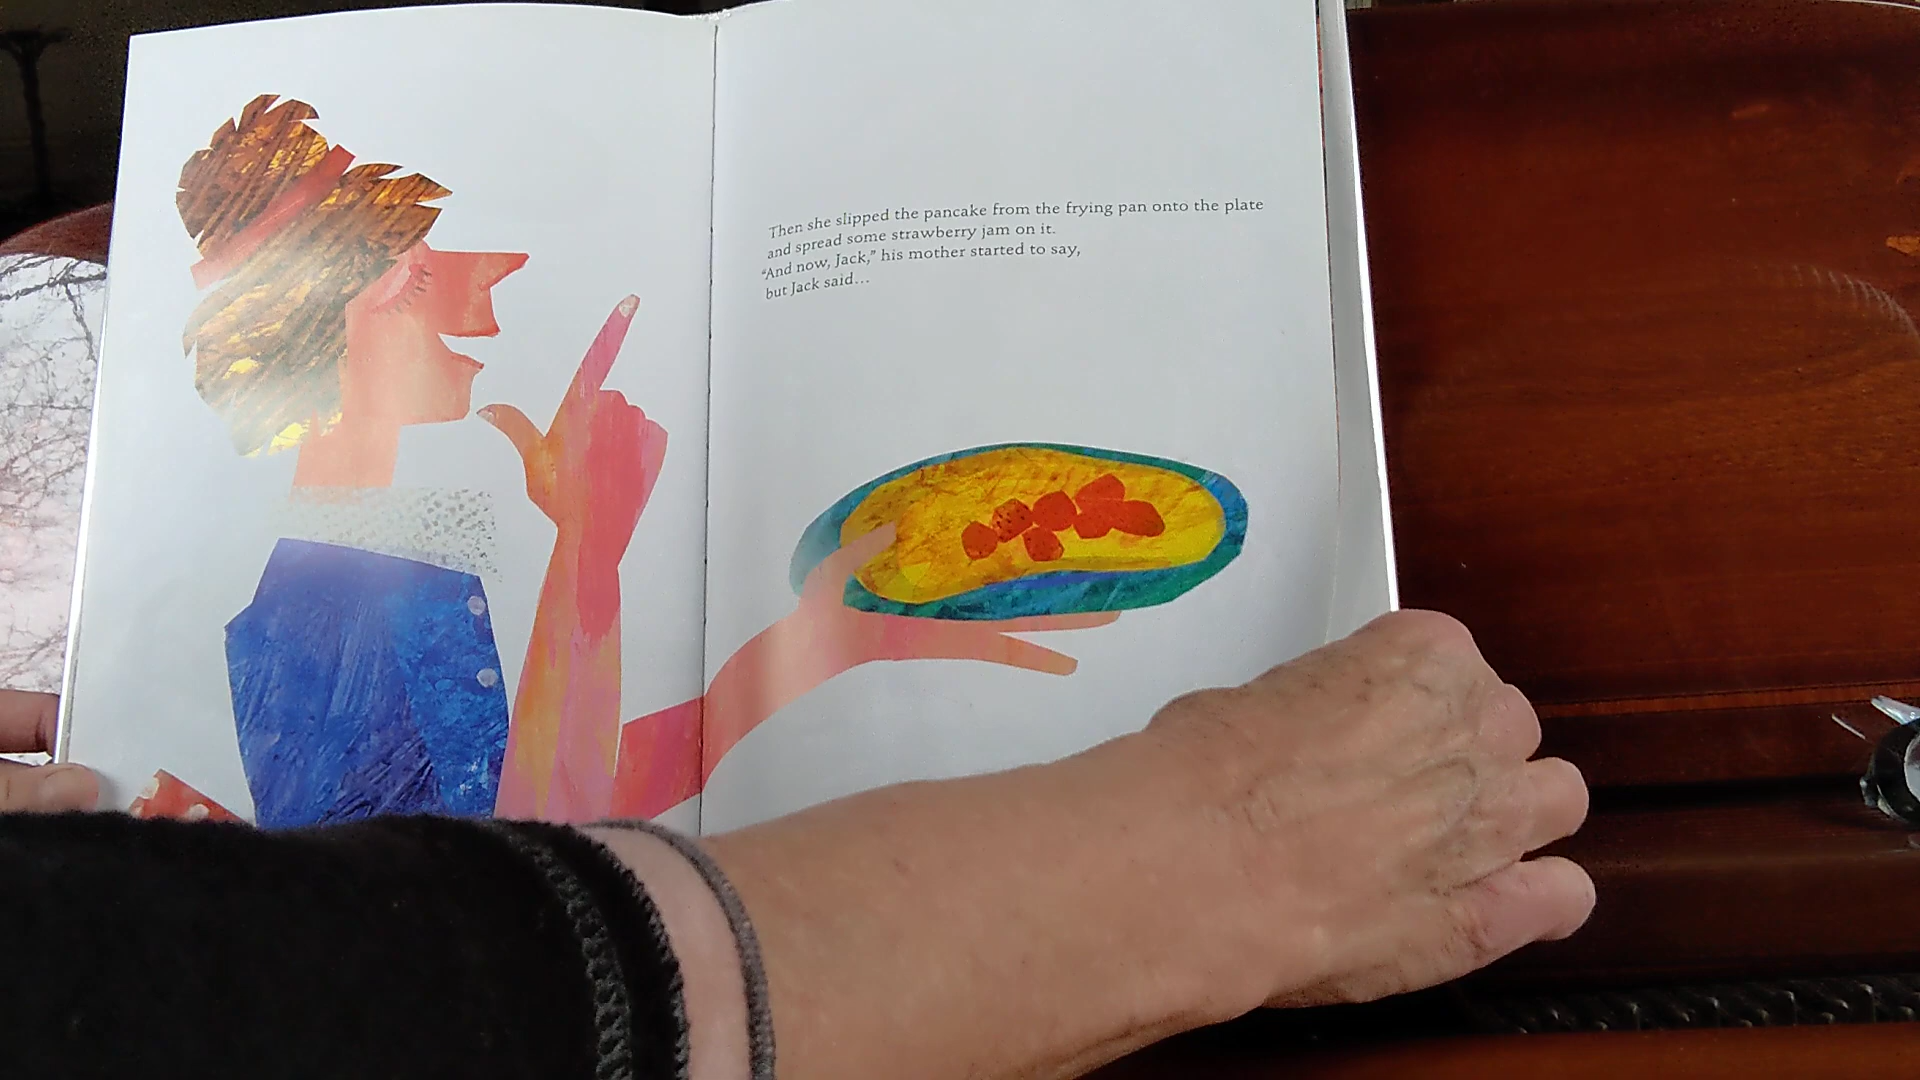 Then she slipped the pancake from the frying pan onto the plate
and spread some strawberry jam on it.
“And now, Jack,” his mother started to say,
but Jack said…